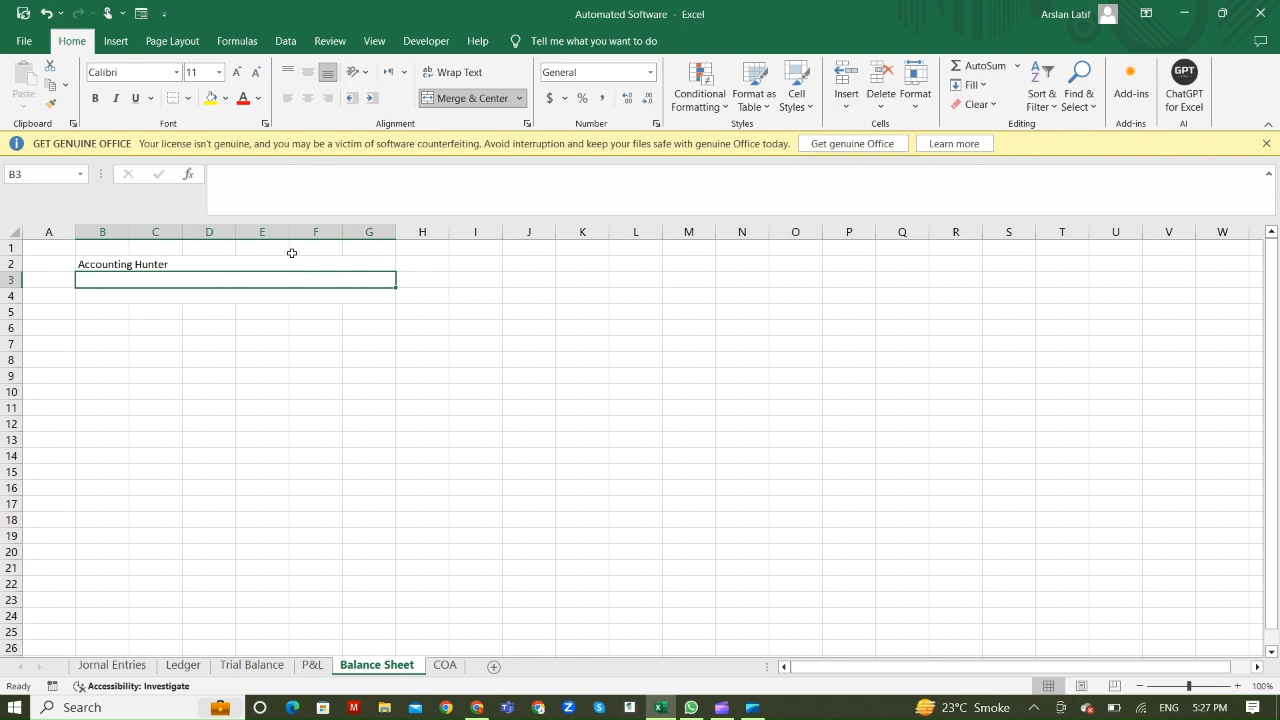 Automated Software - Excel
Arslan Latif
File Home Insert Page Layout Formulas Data Review View Developer Help Tell me what you want to do
Paste
Clipboard
Calibri 11
B I U
Font
Wrap Text
Merge & Center
Alignment
General
$ % ,
Number
Conditional Formatting
Format as Table
Cell Styles
Styles
Insert
Delete
Format
Cells
AutoSum
Fill
Clear
Sort & Filter
Find & Select
Editing
Add-ins
Add-ins
GPT
ChatGPT for Excel
AI
GET GENUINE OFFICE Your license isn't genuine, and you may be a victim of software counterfeiting. Avoid interruption and keep your files safe with genuine Office today. Get genuine Office Learn more
B3 fx
A B C D E F G H I J K L M N O P Q R S T U V W
1
2 Accounting Hunter
3
4
5
6
7
8
9
10
11
12
13
14
15
16
17
18
19
20
21
22
23
24
25
26
Jornal Entries Ledger Trial Balance P&L Balance Sheet COA
Ready Accessibility: Investigate 100%
Search 23°C Smoke ENG 5:27 PM